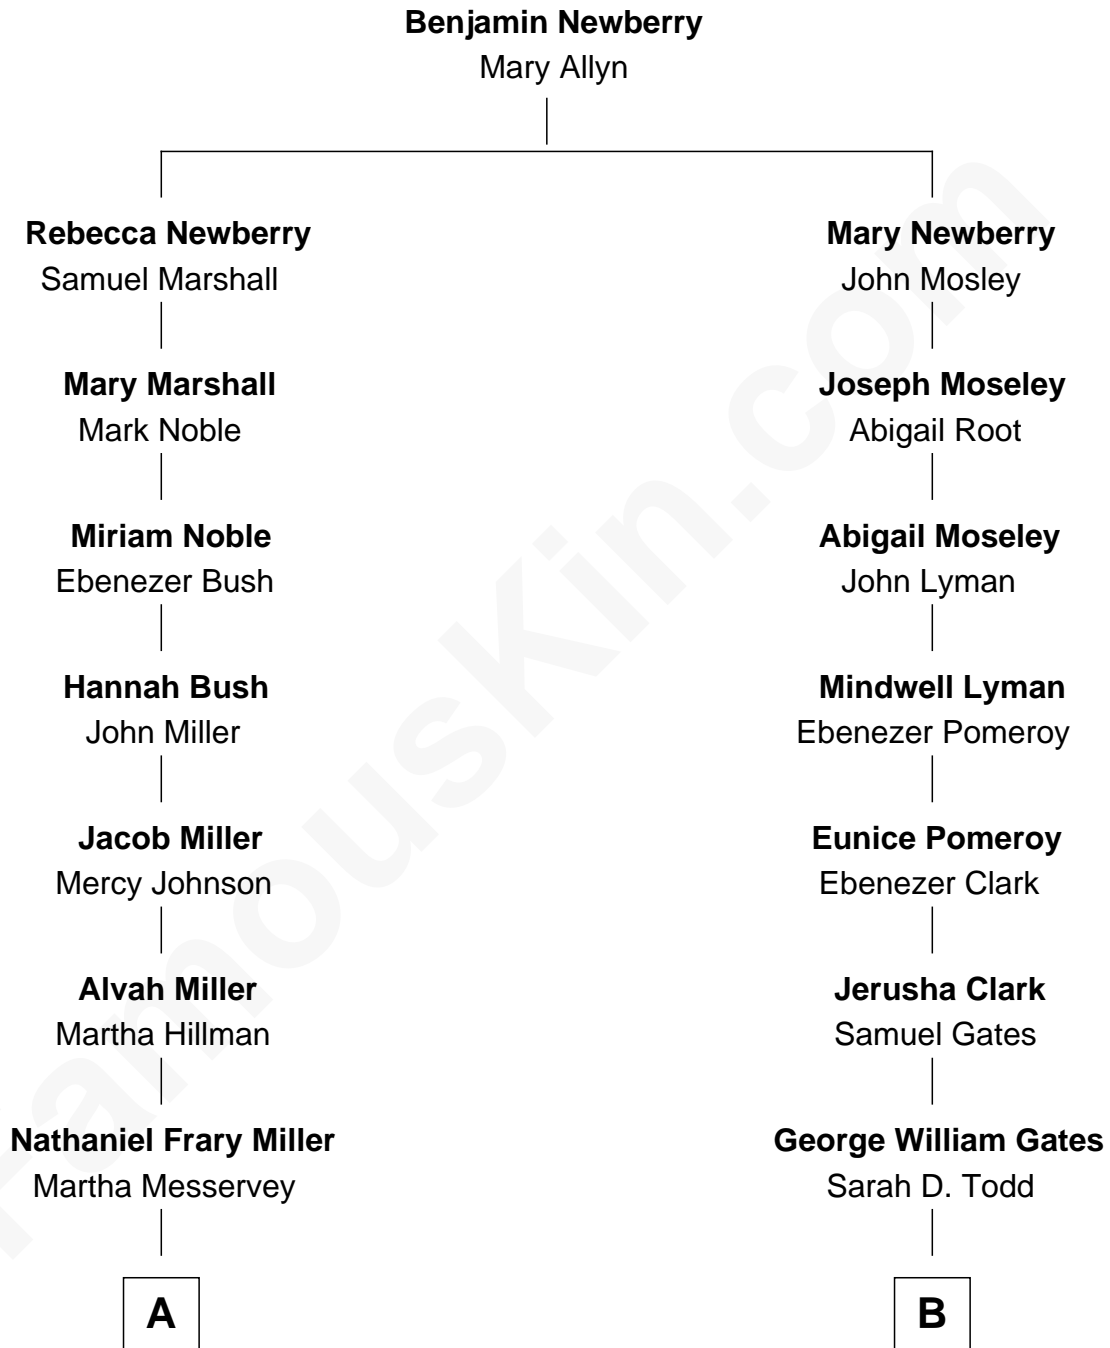 Benjamin Newberry
Mary Allyn
Rebecca Newberry
Samuel Marshall
Mary Newberry
John Mosley
Mary Marshall
Mark Noble
Joseph Moseley
Abigail Root
Miriam Noble
Ebenezer Bush
Abigail Moseley
John Lyman
Hannah Bush
John Miller
Mindwell Lyman
Ebenezer Pomeroy
Jacob Miller
Mercy Johnson
Eunice Pomeroy
Ebenezer Clark
Alvah Miller
Martha Hillman
Jerusha Clark
Samuel Gates
Nathaniel Frary Miller
Martha Messervey
George William Gates
Sarah D. Todd
A
B
FamousKin.com